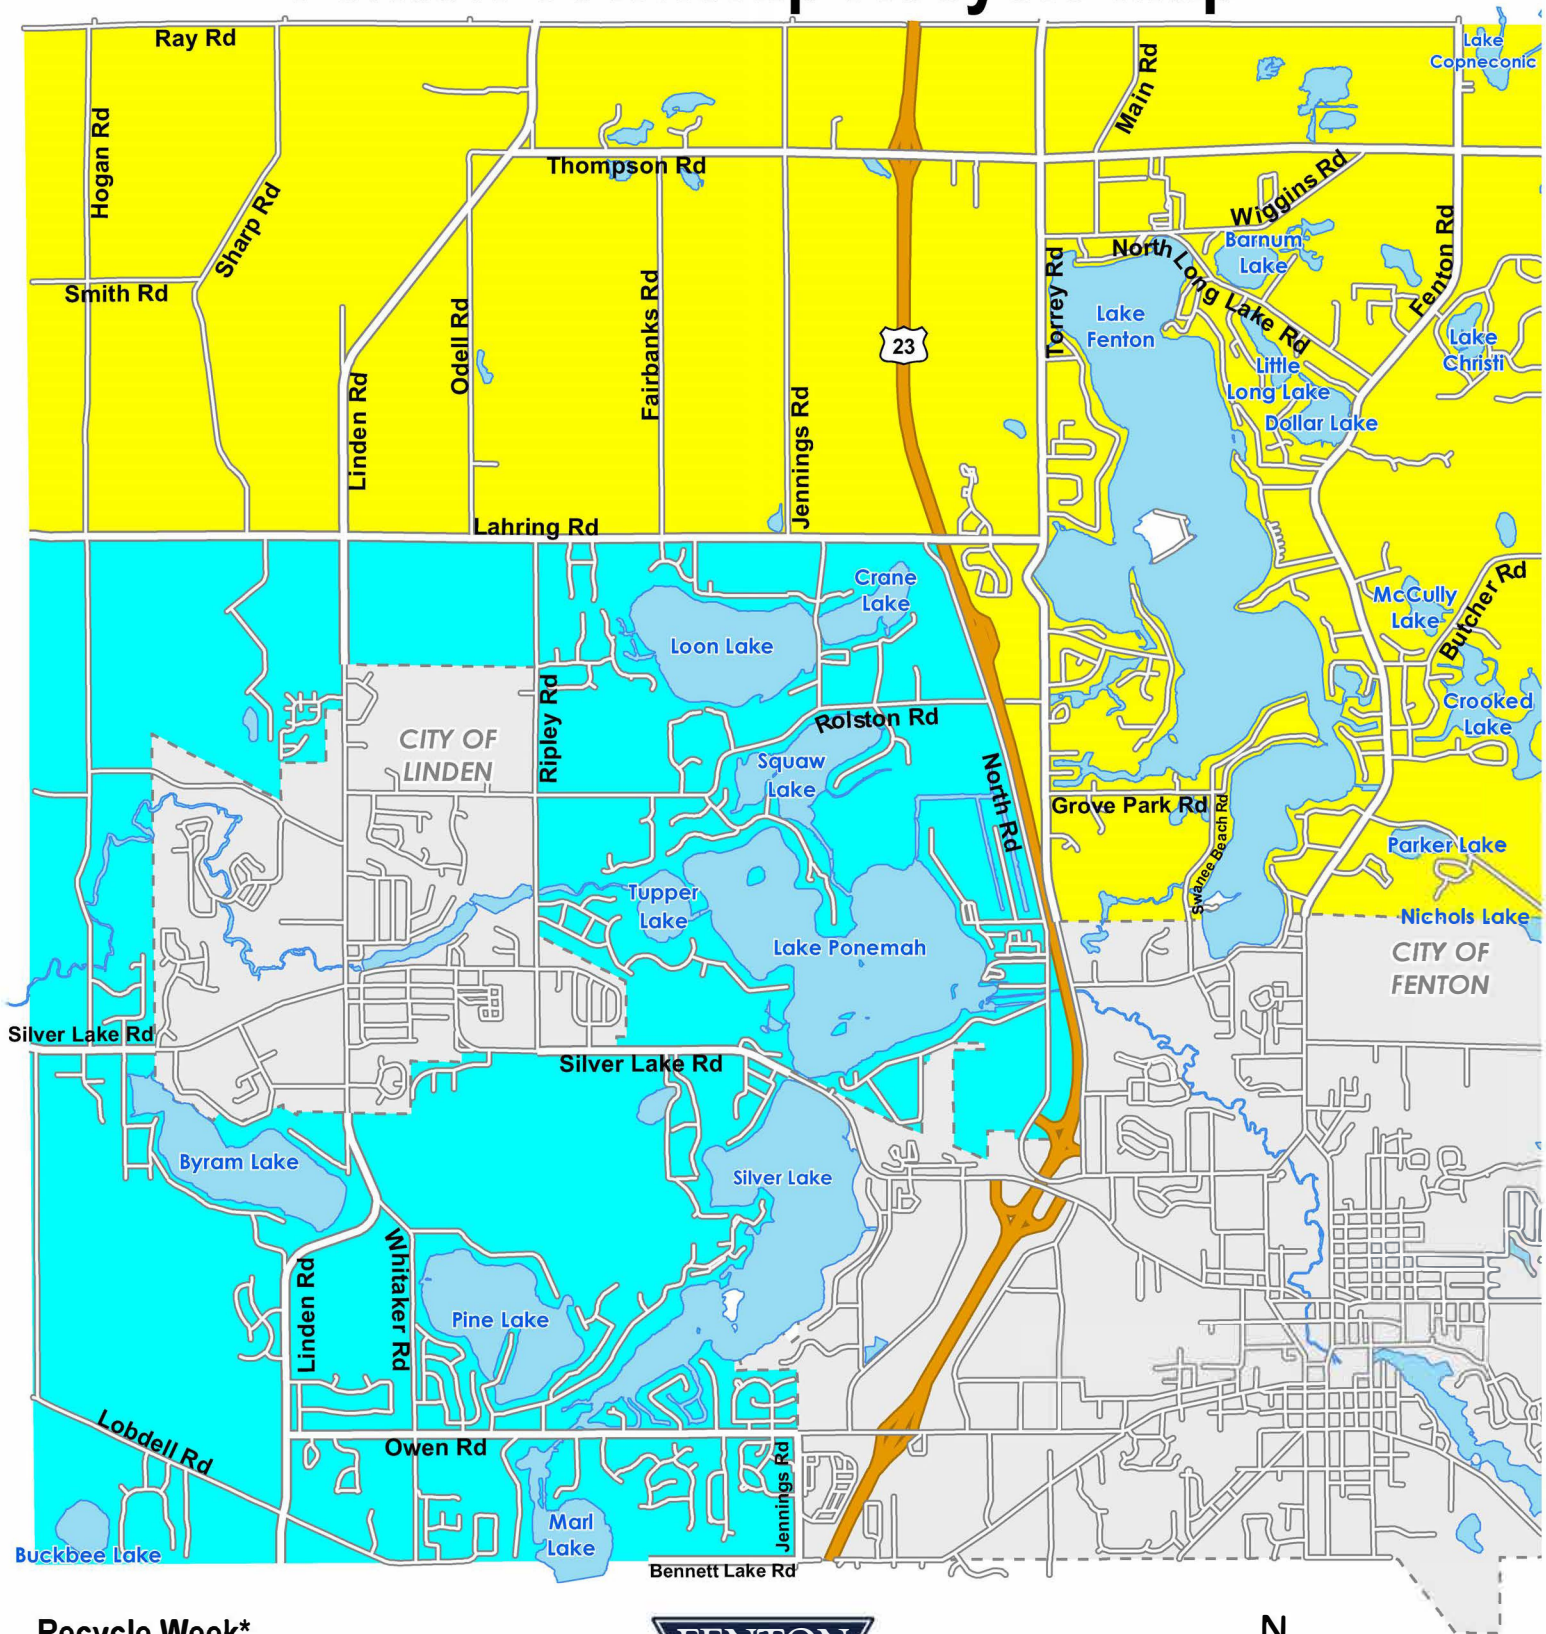 Ray Rd
Lake
Copneconic
Main Rd
Hogan Rd
Thompson Rd
Sharp Rd
Wiggins Rd
Fenton Rd
North Long Lake Rd
Barnum
Lake
Smith Rd
Torrey Rd
Odell Rd
Fairbanks Rd
Lake
Fenton
23
Lake
Christi
Little
Long Lake
Linden Rd
Jennings Rd
Dollar Lake
Lahring Rd
Crane
Lake
McCully
Lake
Butcher Rd
Loon Lake
Ripley Rd
Rolston Rd
Crooked
Lake
CITY OF
LINDEN
Squaw
Lake
North Rd
Grove Park Rd
Swanee Beach Rd
Parker Lake
Tupper
Lake
Nichols Lake
Lake Ponemah
CITY OF
FENTON
Silver Lake Rd
Silver Lake Rd
Byram Lake
Silver Lake
Whitaker Rd
Linden Rd
Pine Lake
Lobdell Rd
Owen Rd
Jennings Rd
Marl
Lake
Buckbee Lake
Bennett Lake Rd
Recycle Week*
FENTON
N